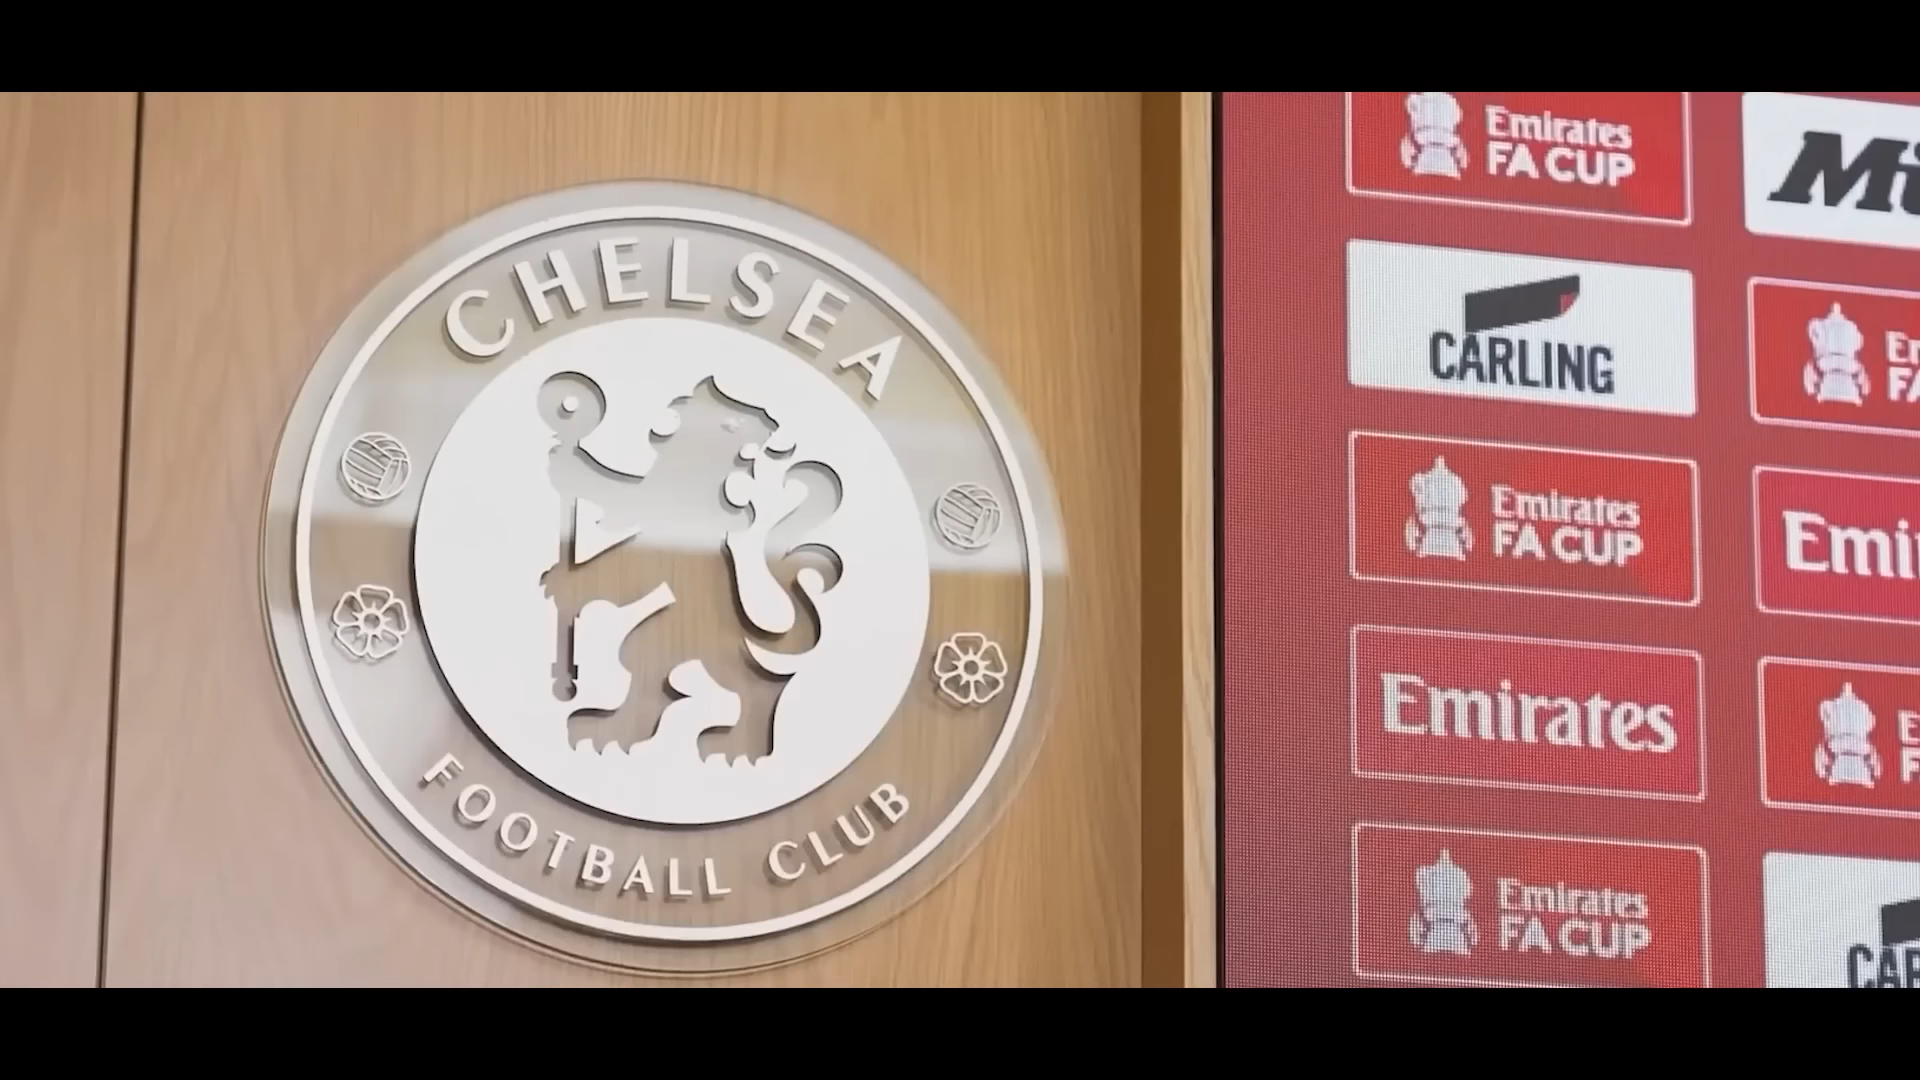 CHELSEA
FOOTBALL CLUB
Emirates
FA CUP
CARLING
Emirates
FA CUP
Emirates
Emirates
FA CUP